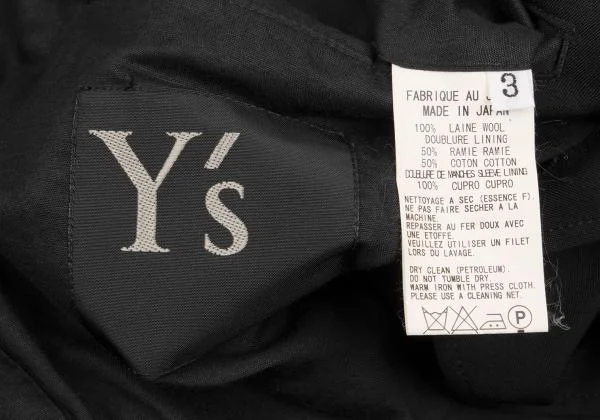 Y's
3
FABRIQUE AU
MADE IN JAPAN
100% LAINE WOOL
DOUBLURE LINING
50% RAMIE RAMIE
50% COTON COTTON
DOUBLURE DE MANCHES SLEEVE LINING
100% CUPRO CUPRO
NETTOYAGE A SEC (ESSENCE F).
NE PAS FAIRE SECHER A LA
MACHINE.
REPASSER AU FER DOUX AVEC
UNE ETOFFE.
VEUILLEZ UTILISER UN FILET
LORS DU LAVAGE.
DRY CLEAN (PETROLEUM).
DO NOT TUMBLE DRY.
WARM IRON WITH PRESS CLOTH.
PLEASE USE A CLEANING NET.
P